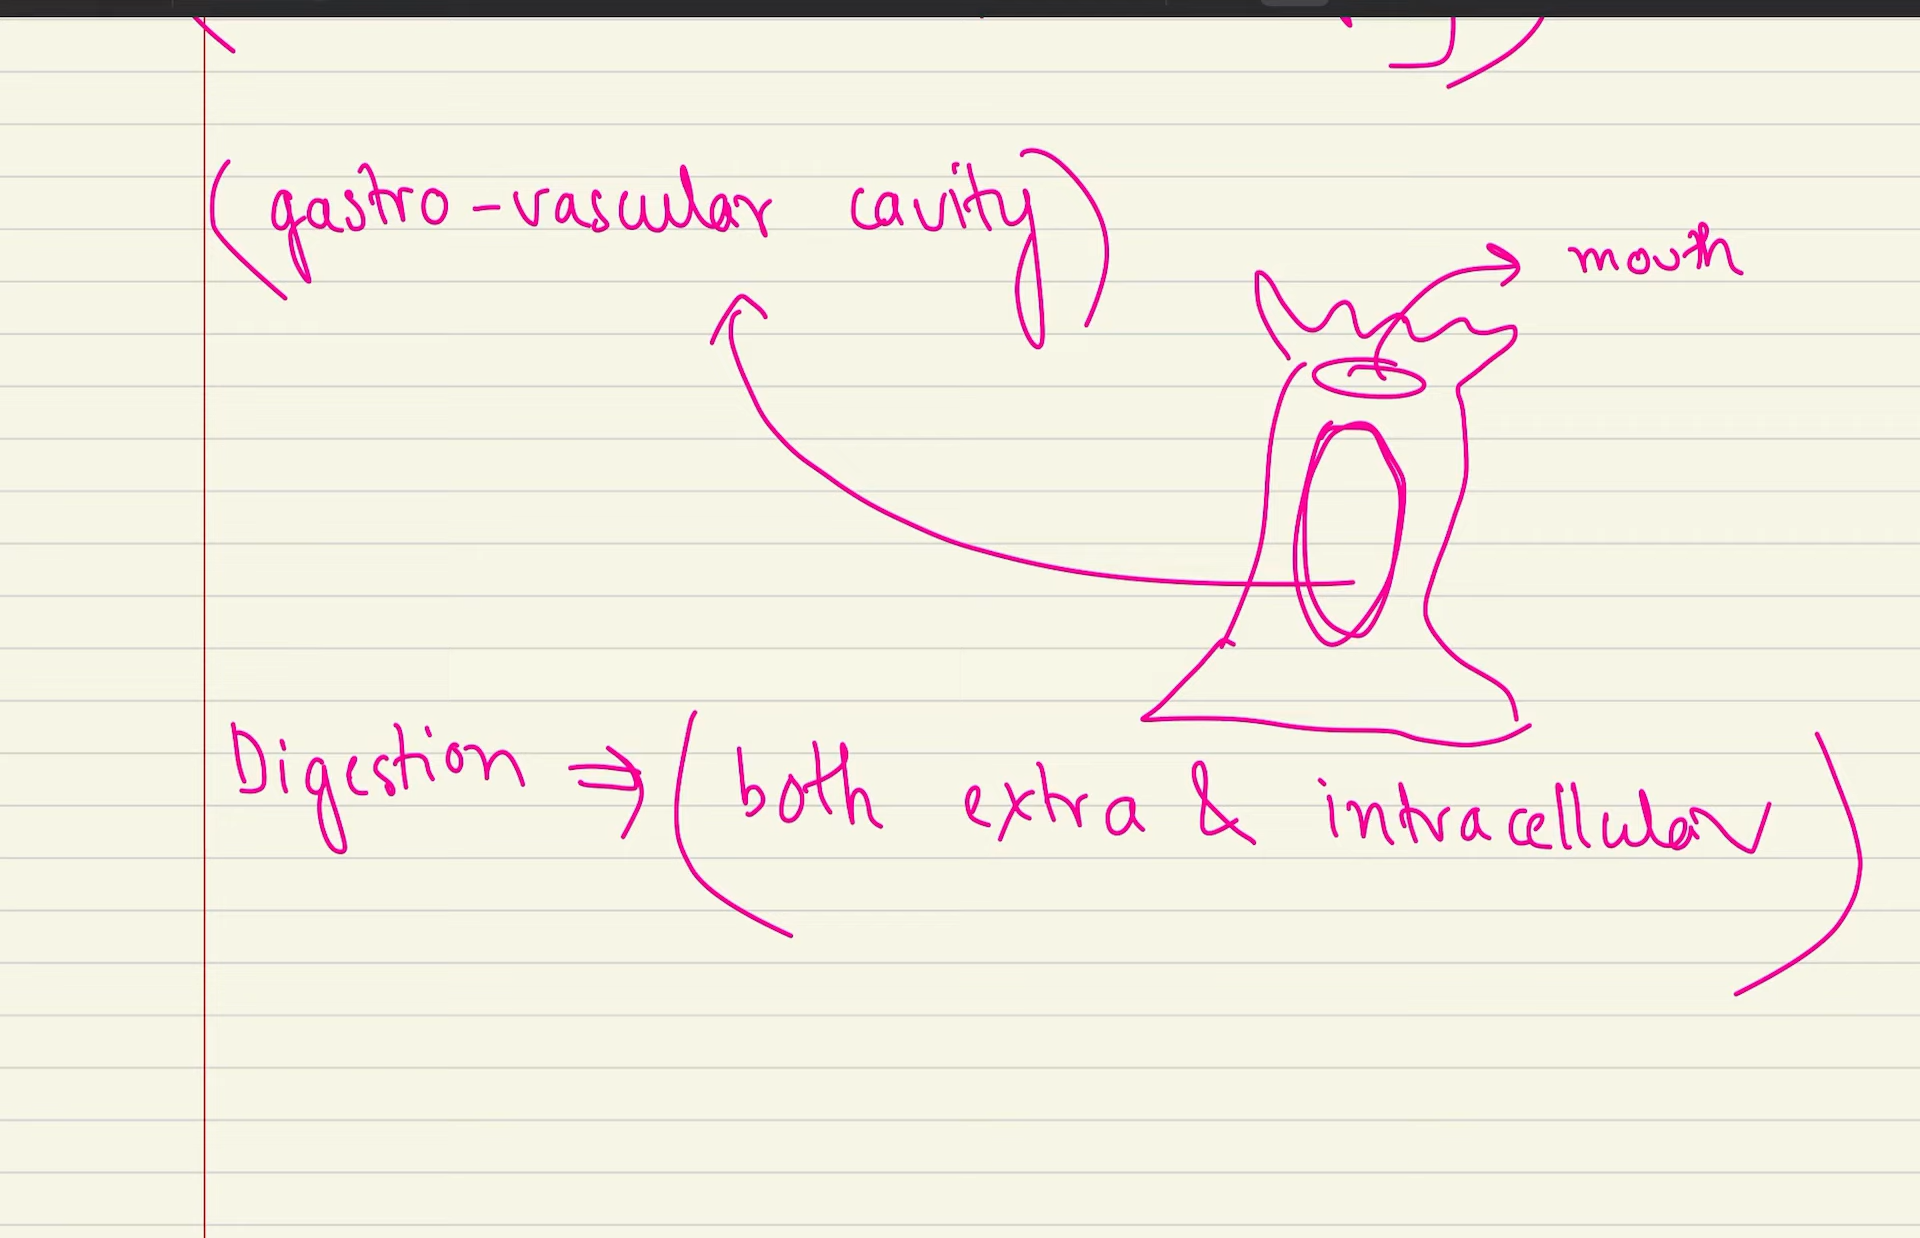 (gastro-vascular cavity)
mouth
Digestion ⇒ (both extra & intracellular)